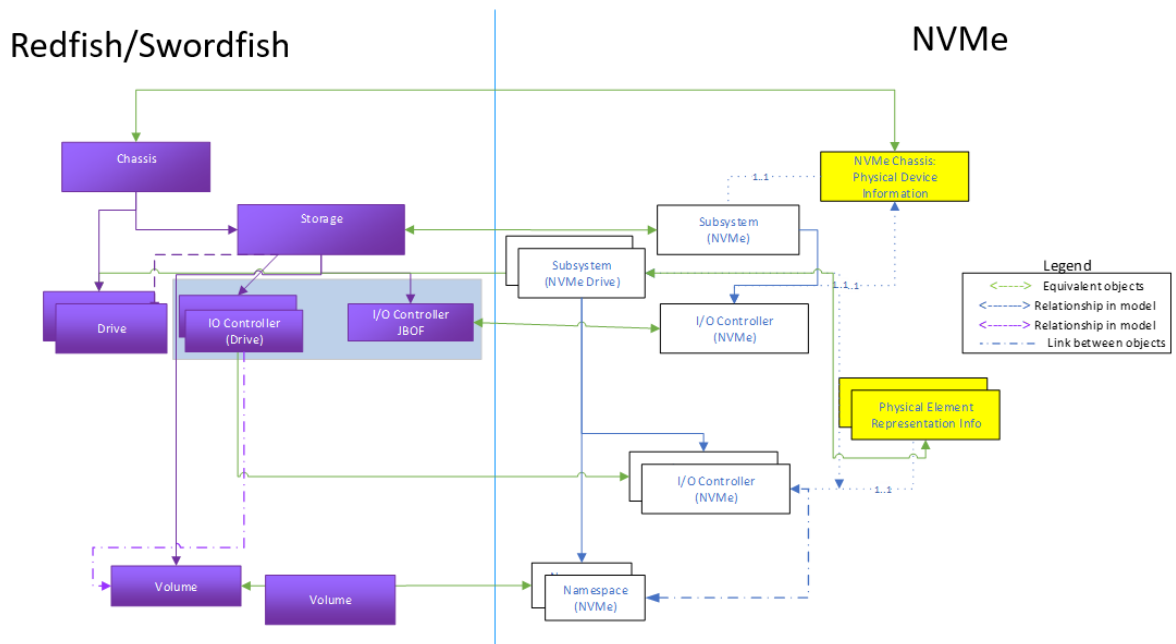 Redfish/Swordfish
NVMe
Chassis
NVMe Chassis:
Physical Device
Information
1..1
Storage
Subsystem
(NVMe)
Subsystem
(NVMe Drive)
1..1
Legend
Equivalent objects
Relationship in model
Relationship in model
Link between objects
Drive
IO Controller
(Drive)
I/O Controller
JBOF
I/O Controller
(NVMe)
Physical Element
Representation Info
I/O Controller
(NVMe)
1..1
Volume
Volume
Namespace
(NVMe)